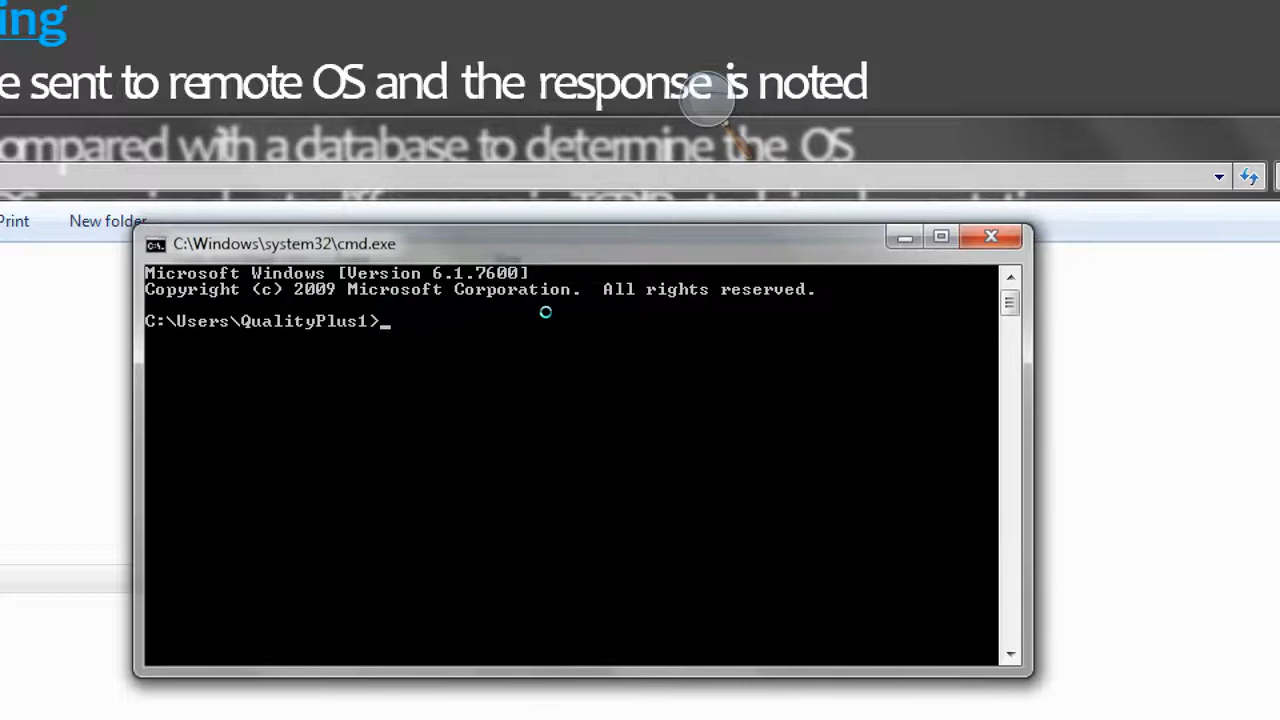 ing
e sent to remote OS and the response is noted
ompared with a database to determine the OS
Print New folder
C:\Windows\system32\cmd.exe
Microsoft Windows [Version 6.1.7600]
Copyright (c) 2009 Microsoft Corporation. All rights reserved.
C:\Users\QualityPlus1>_